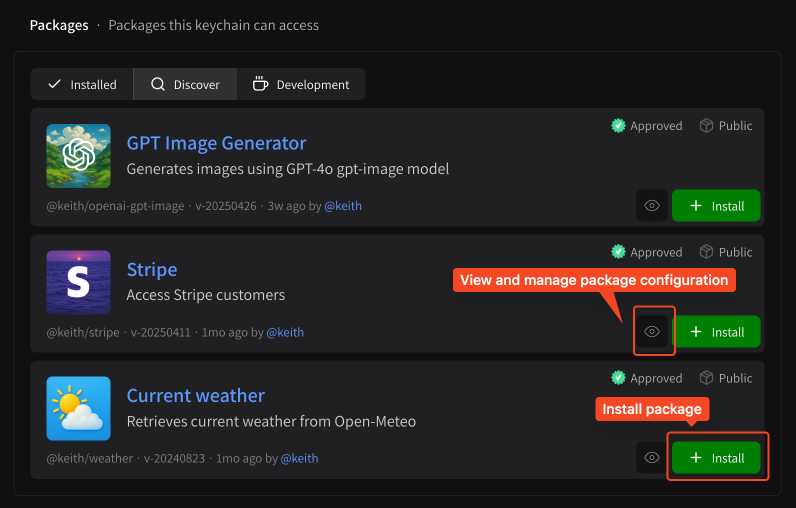 Packages · Packages this keychain can access
Installed Discover Development
Approved Public
GPT Image Generator
Generates images using GPT-4o gpt-image model
@keith/openai-gpt-image · v-20250426 · 3w ago by @keith
Install
Approved Public
S
Stripe
Access Stripe customers
View and manage package configuration
@keith/stripe · v-20250411 · 1mo ago by @keith
Install
Approved Public
Current weather
Retrieves current weather from Open-Meteo
Install package
@keith/weather · v-20240823 · 1mo ago by @keith
Install